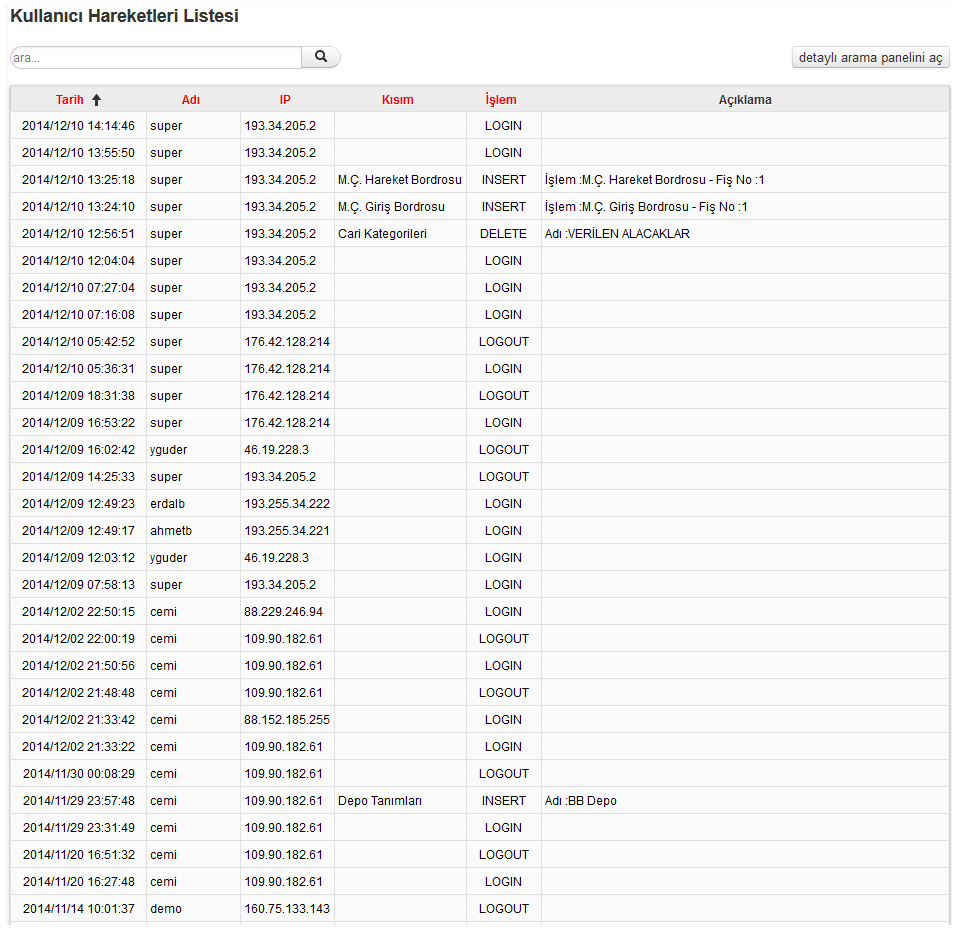 Kullanıcı Hareketleri Listesi
ara...
detaylı arama panelini aç
Tarih Adı IP Kısım İşlem Açıklama
2014/12/10 14:14:46 super 193.34.205.2 LOGIN
2014/12/10 13:55:50 super 193.34.205.2 LOGIN
2014/12/10 13:25:18 super 193.34.205.2 M.Ç. Hareket Bordrosu INSERT İşlem :M.Ç. Hareket Bordrosu - Fiş No :1
2014/12/10 13:24:10 super 193.34.205.2 M.Ç. Giriş Bordrosu INSERT İşlem :M.Ç. Giriş Bordrosu - Fiş No :1
2014/12/10 12:56:51 super 193.34.205.2 Cari Kategorileri DELETE Adı :VERİLEN ALACAKLAR
2014/12/10 12:04:04 super 193.34.205.2 LOGIN
2014/12/10 07:27:04 super 193.34.205.2 LOGIN
2014/12/10 07:16:08 super 193.34.205.2 LOGIN
2014/12/10 05:42:52 super 176.42.128.214 LOGOUT
2014/12/10 05:36:31 super 176.42.128.214 LOGIN
2014/12/09 18:31:38 super 176.42.128.214 LOGOUT
2014/12/09 16:53:22 super 176.42.128.214 LOGIN
2014/12/09 16:02:42 yguder 46.19.228.3 LOGOUT
2014/12/09 14:25:33 super 193.34.205.2 LOGOUT
2014/12/09 12:49:23 erdalb 193.255.34.222 LOGIN
2014/12/09 12:49:17 ahmetb 193.255.34.221 LOGIN
2014/12/09 12:03:12 yguder 46.19.228.3 LOGIN
2014/12/09 07:58:13 super 193.34.205.2 LOGIN
2014/12/02 22:50:15 cemi 88.229.246.94 LOGIN
2014/12/02 22:00:19 cemi 109.90.182.61 LOGOUT
2014/12/02 21:50:56 cemi 109.90.182.61 LOGIN
2014/12/02 21:48:48 cemi 109.90.182.61 LOGOUT
2014/12/02 21:33:42 cemi 88.152.185.255 LOGIN
2014/12/02 21:33:22 cemi 109.90.182.61 LOGIN
2014/11/30 00:08:29 cemi 109.90.182.61 LOGOUT
2014/11/29 23:57:48 cemi 109.90.182.61 Depo Tanımları INSERT Adı :BB Depo
2014/11/29 23:31:49 cemi 109.90.182.61 LOGIN
2014/11/20 16:51:32 cemi 109.90.182.61 LOGOUT
2014/11/20 16:27:48 cemi 109.90.182.61 LOGIN
2014/11/14 10:01:37 demo 160.75.133.143 LOGOUT